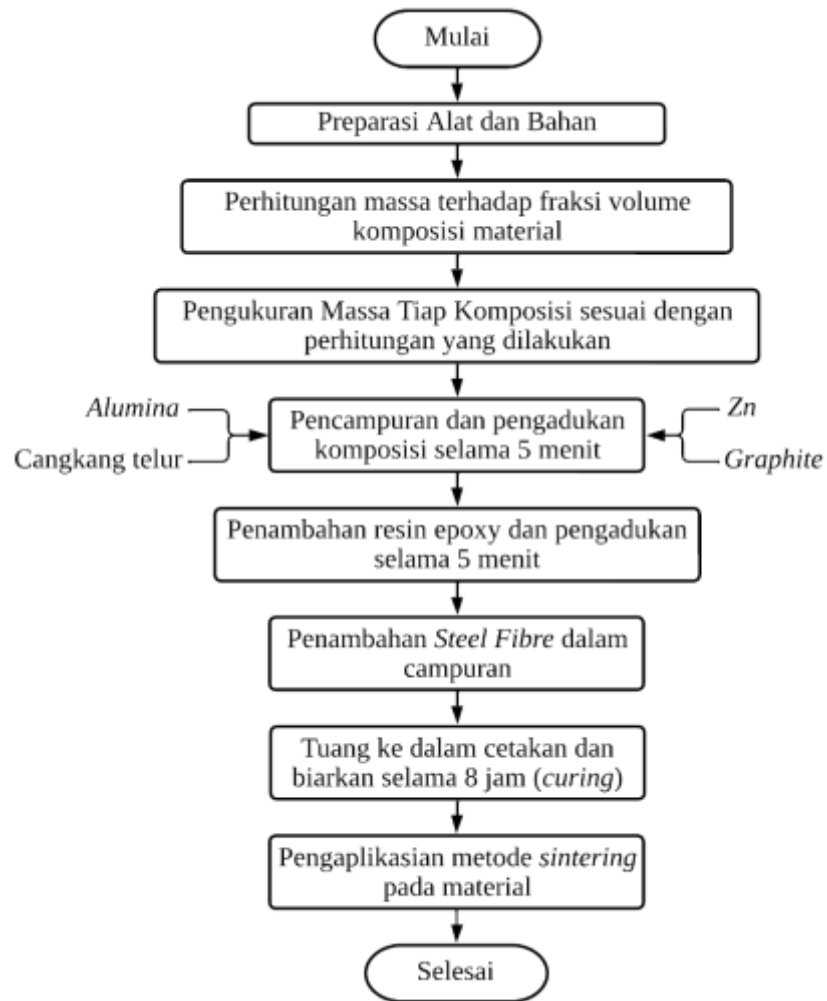 Mulai
Preparasi Alat dan Bahan
Perhitungan massa terhadap fraksi volume
komposisi material
Pengukuran Massa Tiap Komposisi sesuai dengan
perhitungan yang dilakukan
Alumina
Cangkang telur
Pencampuran dan pengadukan
komposisi selama 5 menit
Zn
Graphite
Penambahan resin epoxy dan pengadukan
selama 5 menit
Penambahan Steel Fibre dalam
campuran
Tuang ke dalam cetakan dan
biarkan selama 8 jam (curing)
Pengaplikasian metode sintering
pada material
Selesai